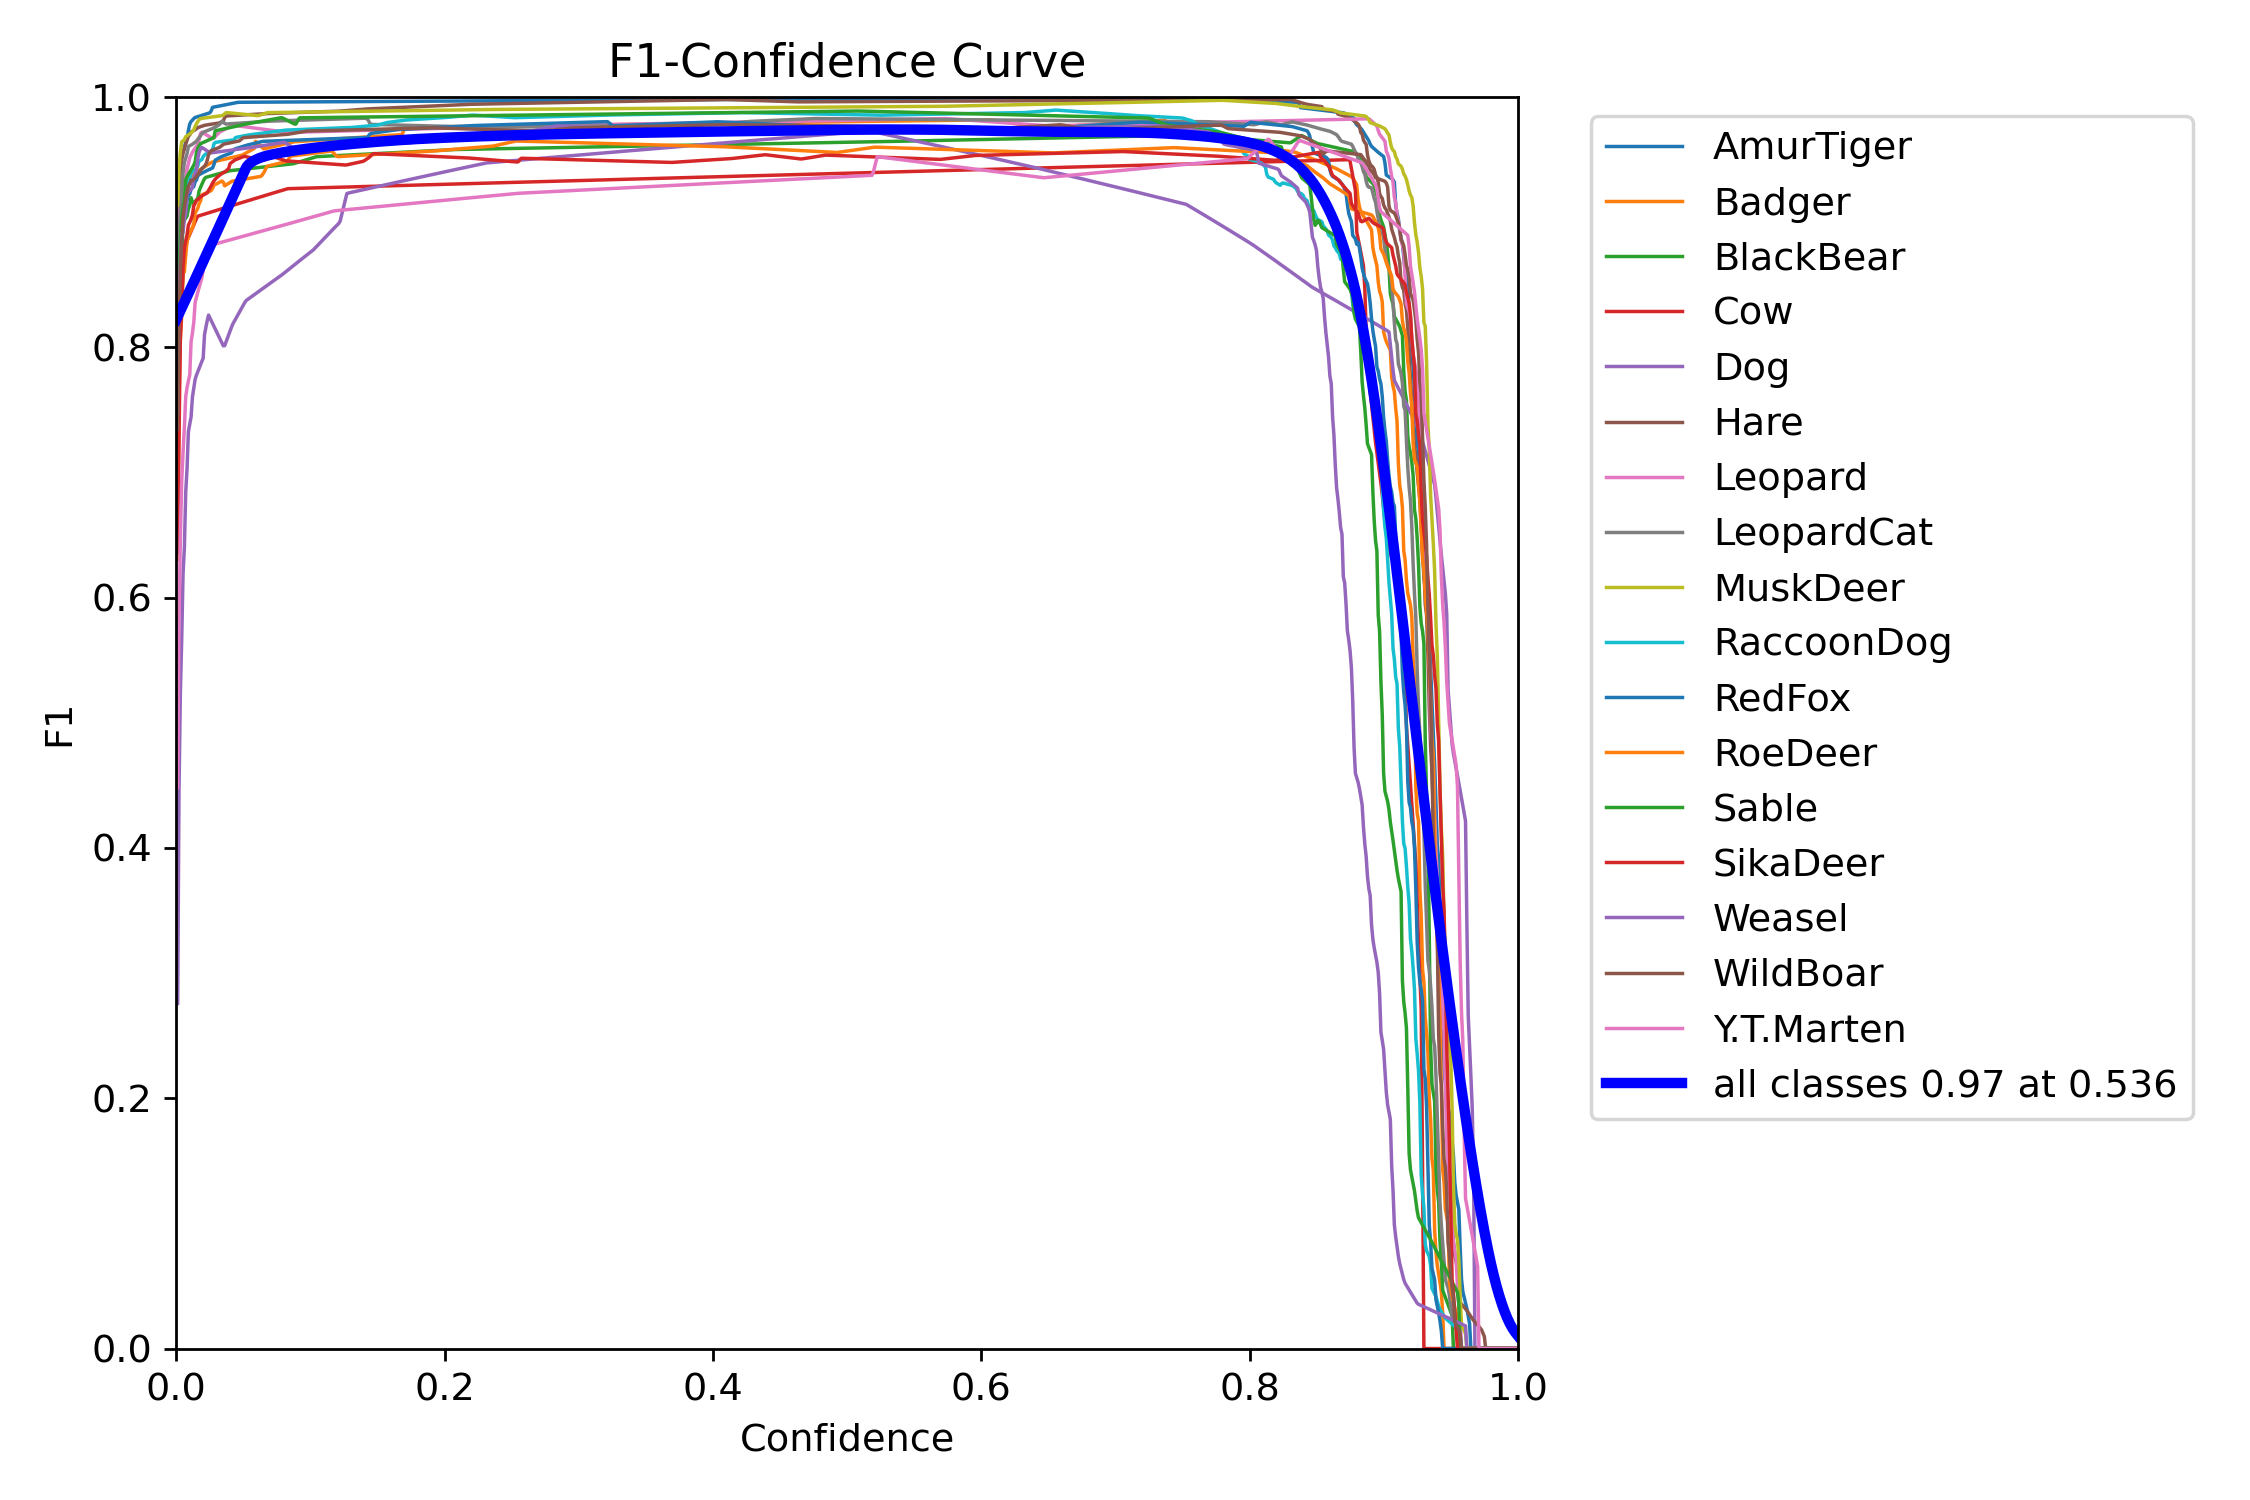 F1-Confidence Curve
1.0
0.8
0.6
0.4
0.2
0.0
F1
0.0 0.2 0.4 0.6 0.8 1.0
Confidence
AmurTiger
Badger
BlackBear
Cow
Dog
Hare
Leopard
LeopardCat
MuskDeer
RaccoonDog
RedFox
RoeDeer
Sable
SikaDeer
Weasel
WildBoar
Y.T.Marten
all classes 0.97 at 0.536